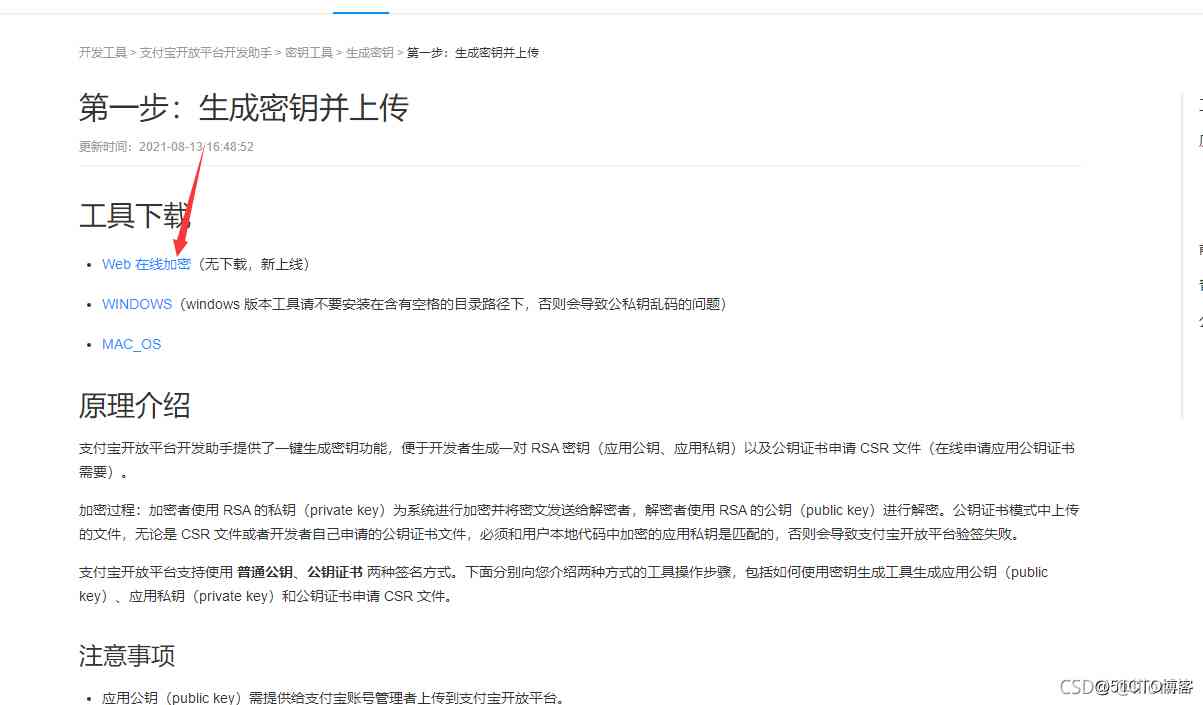 开发工具 > 支付宝开放平台开发助手 > 密钥工具 > 生成密钥 > 第一步：生成密钥并上传
第一步：生成密钥并上传
更新时间：2021-08-13 16:48:52
工具下载
• Web 在线加密（无下载，新上线）
• WINDOWS（windows 版本工具请不要安装在含有空格的目录路径下，否则会导致公私钥乱码的问题）
• MAC_OS
原理介绍
支付宝开放平台开发助手提供了一键生成密钥功能，便于开发者生成一对 RSA 密钥（应用公钥、应用私钥）以及公钥证书申请 CSR 文件（在线申请应用公钥证书
需要）。
加密过程：加密者使用 RSA 的私钥（private key）为系统进行加密并将密文发送给解密者，解密者使用 RSA 的公钥（public key）进行解密。公钥证书模式中上传
的文件，无论是 CSR 文件或者开发者自己申请的公钥证书文件，必须和用户本地代码中加密的应用私钥是匹配的，否则会导致支付宝开放平台验签失败。
支付宝开放平台支持使用 普通公钥、公钥证书 两种签名方式。下面分别向您介绍两种方式的工具操作步骤，包括如何使用密钥生成工具生成应用公钥（public
key）、应用私钥（private key）和公钥证书申请 CSR 文件。
注意事项
• 应用公钥（public key）需提供给支付宝账号管理者上传到支付宝开放平台。
CSD @51CTO博客